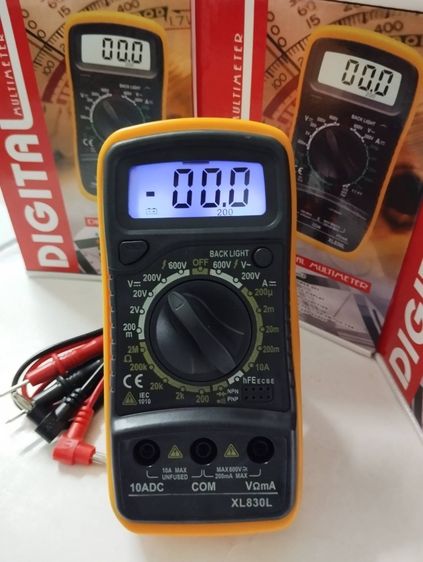 DIGITAL
MULTIMETER
00.0
BACK LIGHT
00.0
XL830L
DIGITAL
MULTIMETER
- 00.0
200
BACK LIGHT
600V OFF 600V
V 200V 200V A
20V 200µ
2V 2m
200m 20m
2M 200m
Ω 200k 10A
20k 2k 200
hFE E C B E
NPN
PNP
CE
IEC
1010
10A MAX
UNFUSED
MAX600V
200mA MAX
10ADC COM VΩmA
XL830L
DIGITAL